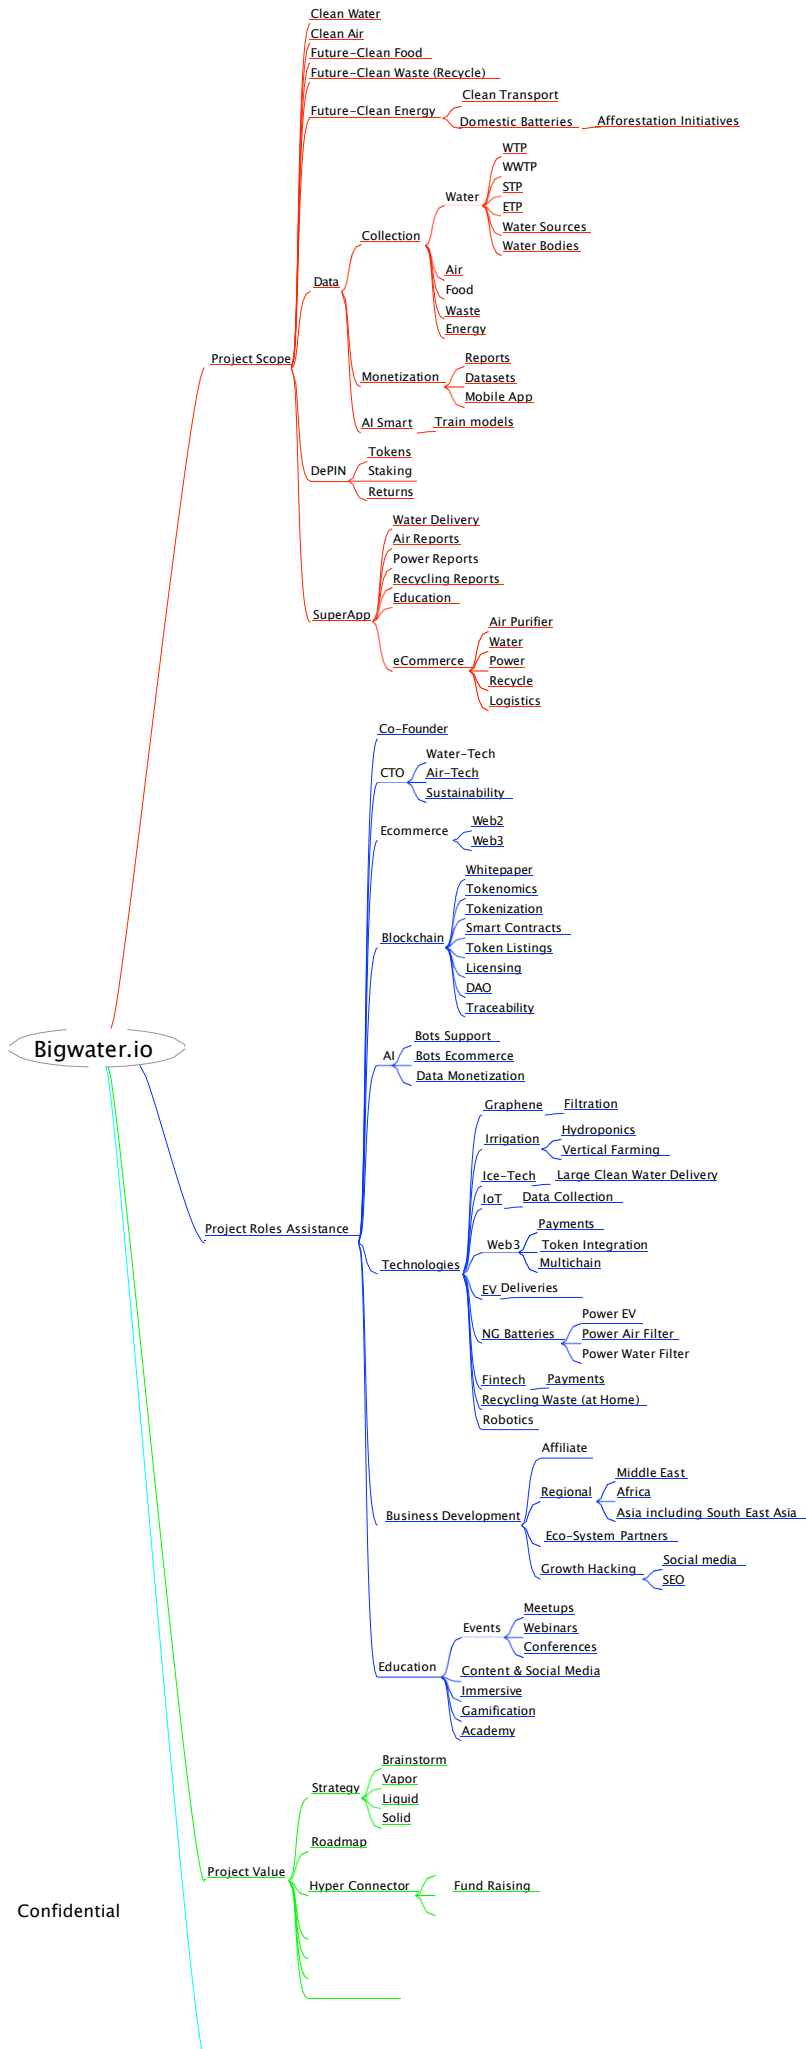 Clean Water
Clean Air
Future-Clean Food
Future-Clean Waste (Recycle)
Future-Clean Energy
Clean Transport
Domestic Batteries
Afforestation Initiatives
WTP
WWTP
STP
ETP
Water Sources
Water Bodies
Water
Collection
Air
Food
Waste
Energy
Data
Project Scope
Reports
Monetization
Datasets
Mobile App
AI Smart
Train models
Tokens
DePIN
Staking
Returns
Water Delivery
Air Reports
Power Reports
Recycling Reports
Education
SuperApp
eCommerce
Air Purifier
Water
Power
Recycle
Logistics
Co-Founder
CTO
Water-Tech
Air-Tech
Sustainability
Ecommerce
Web2
Web3
Blockchain
Whitepaper
Tokenomics
Tokenization
Smart Contracts
Token Listings
Licensing
DAO
Traceability
Bigwater.io
AI
Bots Support
Bots Ecommerce
Data Monetization
Project Roles Assistance
Technologies
Graphene
Filtration
Irrigation
Hydroponics
Vertical Farming
Ice-Tech
Large Clean Water Delivery
IoT
Data Collection
Web3
Payments
Token Integration
Multichain
EV
Deliveries
NG Batteries
Power EV
Power Air Filter
Power Water Filter
Fintech
Payments
Recycling Waste (at Home)
Robotics
Business Development
Affiliate
Regional
Middle East
Africa
Asia including South East Asia
Eco-System Partners
Growth Hacking
Social media
SEO
Education
Events
Meetups
Webinars
Conferences
Content & Social Media
Immersive
Gamification
Academy
Strategy
Brainstorm
Vapor
Liquid
Solid
Roadmap
Project Value
Hyper Connector
Fund Raising
Confidential